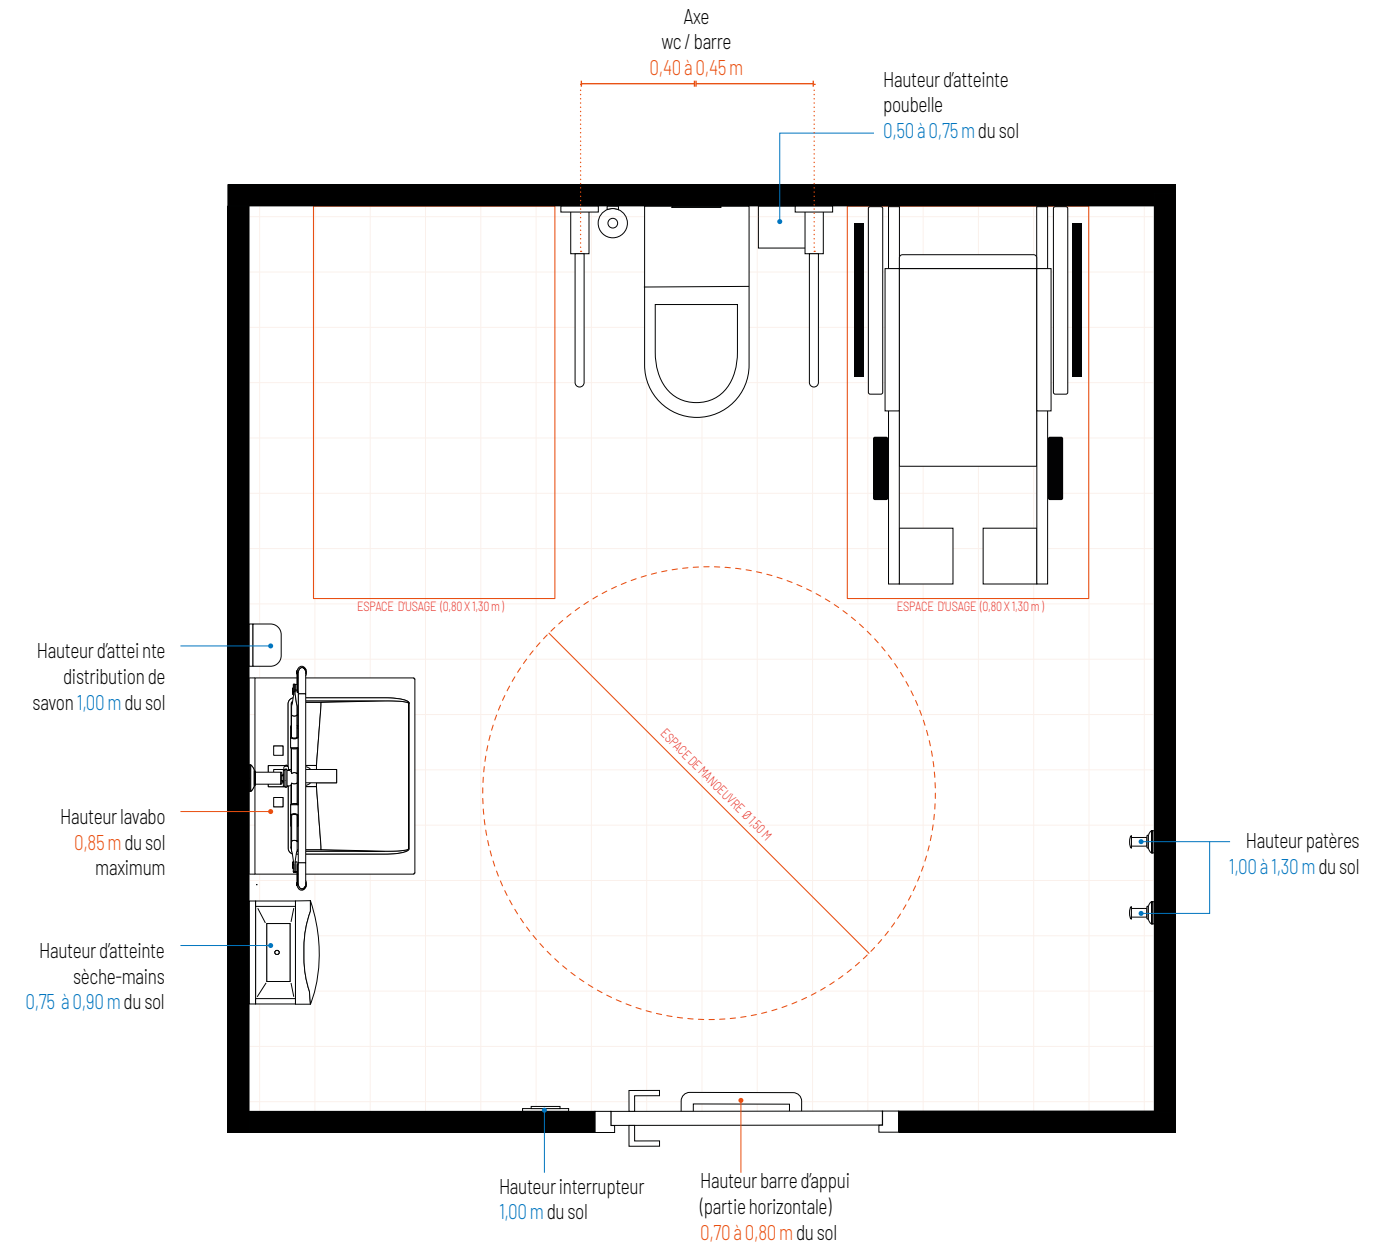 Axe
wc / barre
0,40 à 0,45 m
Hauteur d'atteinte
poubelle
0,50 à 0,75 m du sol
ESPACE D'USAGE (0,80 X 1,30 m)
ESPACE D'USAGE (0,80 X 1,30 m)
Hauteur d'attei nte
distribution de
savon 1,00 m du sol
ESPACE DE MANOEUVRE Ø 1,50 M
Hauteur lavabo
0,85 m du sol
maximum
Hauteur patères
1,00 à 1,30 m du sol
Hauteur d'atteinte
sèche-mains
0,75 à 0,90 m du sol
Hauteur interrupteur
1,00 m du sol
Hauteur barre d'appui
(partie horizontale)
0,70 à 0,80 m du sol